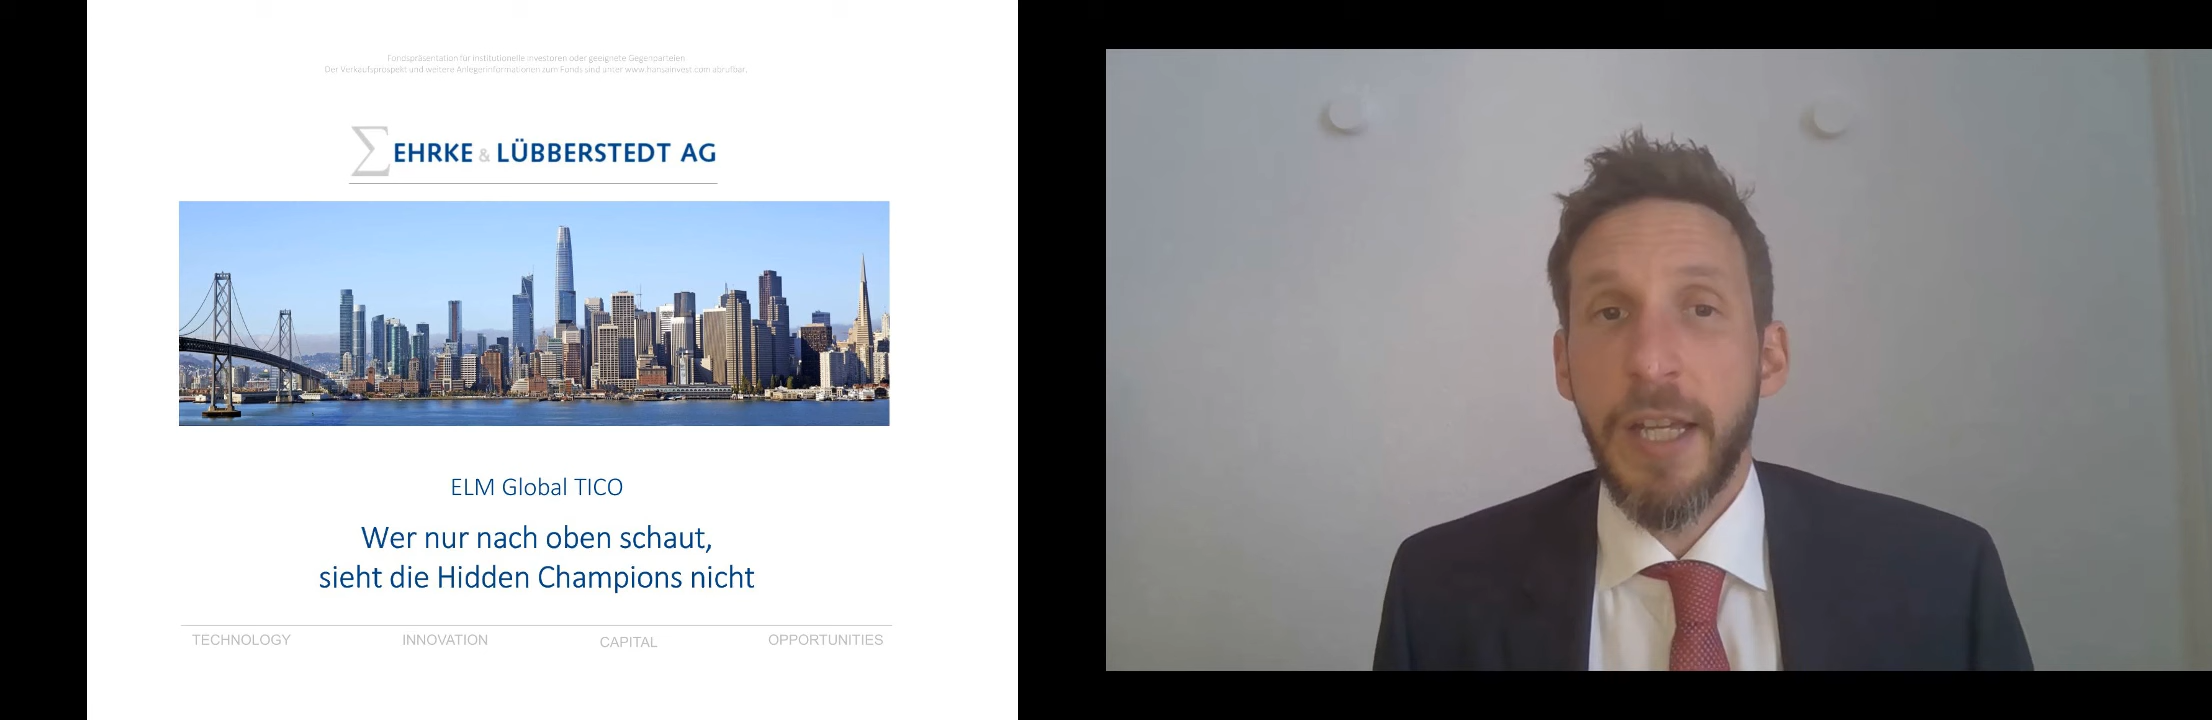 Fondspräsentation für institutionelle Investoren oder geeignete Gegenparteien
Der Verkaufsprospekt und weitere Anlegerinformationen zum Fonds sind unter www.hansainvest.com abrufbar.
EHRKE & LÜBBERSTEDT AG
ELM Global TICO
Wer nur nach oben schaut,
sieht die Hidden Champions nicht
TECHNOLOGY INNOVATION CAPITAL OPPORTUNITIES